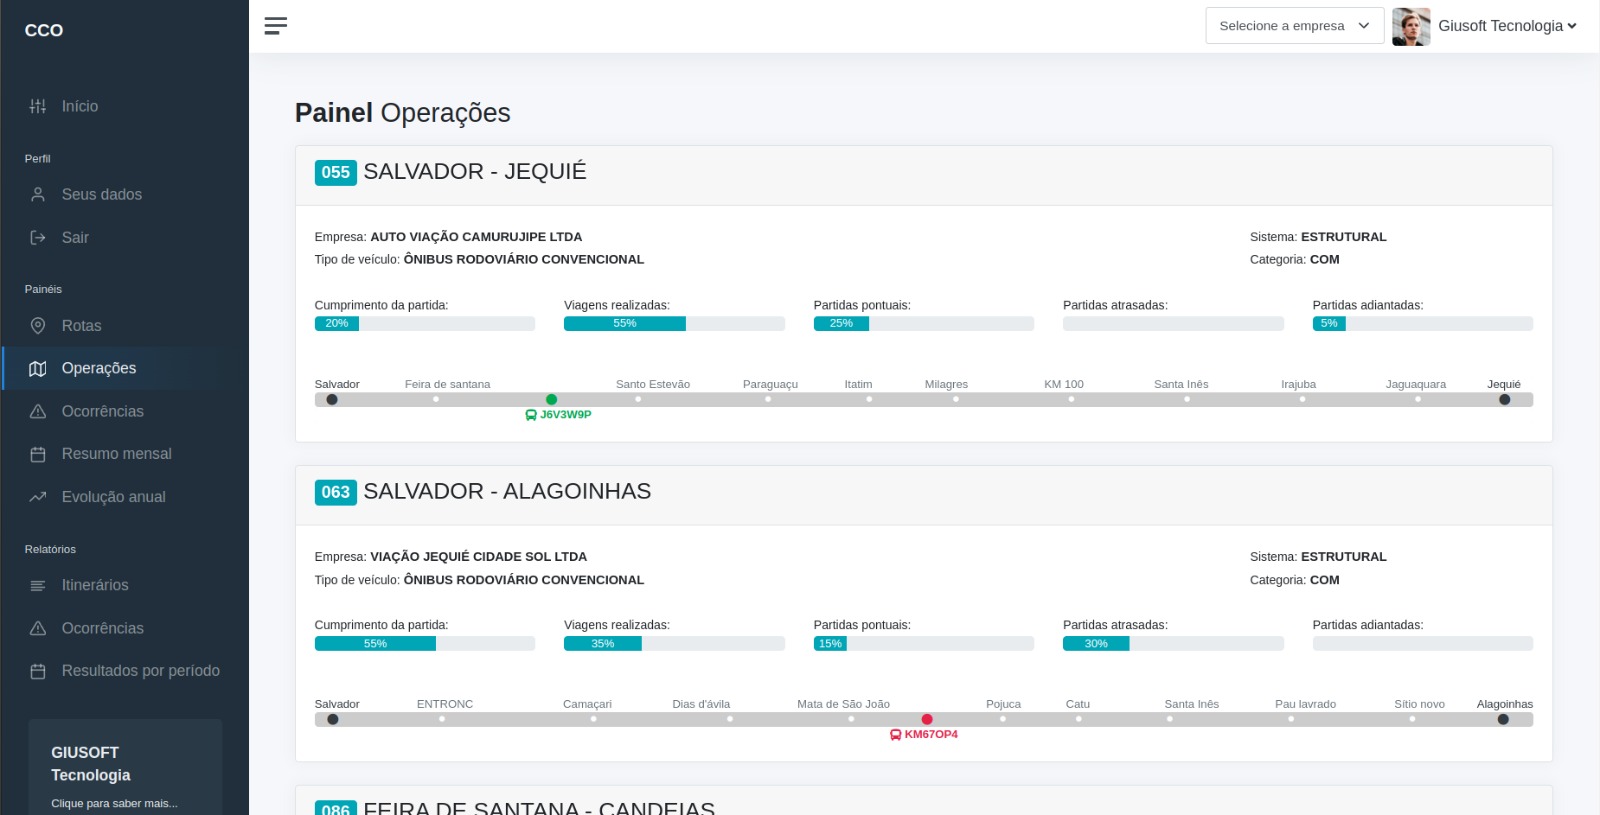 CCO
Selecione a empresa
Giusoft Tecnologia
Início
Perfil
Seus dados
Sair
Painéis
Rotas
Operações
Ocorrências
Resumo mensal
Evolução anual
Relatórios
Itinerários
Ocorrências
Resultados por período
GIUSOFT
Tecnologia
Clique para saber mais...
Painel Operações
055 SALVADOR - JEQUIÉ
Empresa: AUTO VIAÇÃO CAMURUJIPE LTDA
Sistema: ESTRUTURAL
Tipo de veículo: ÔNIBUS RODOVIÁRIO CONVENCIONAL
Categoria: COM
Cumprimento da partida: Viagens realizadas: Partidas pontuais: Partidas atrasadas: Partidas adiantadas:
20% 55% 25% 5%
Salvador Feira de santana Santo Estevão Paraguaçu Itatim Milagres KM 100 Santa Inês Irajuba Jaguaquara Jequié
J6V3W9P
063 SALVADOR - ALAGOINHAS
Empresa: VIAÇÃO JEQUIÉ CIDADE SOL LTDA
Sistema: ESTRUTURAL
Tipo de veículo: ÔNIBUS RODOVIÁRIO CONVENCIONAL
Categoria: COM
Cumprimento da partida: Viagens realizadas: Partidas pontuais: Partidas atrasadas: Partidas adiantadas:
55% 35% 15% 30%
Salvador ENTRONC Camaçari Dias d'ávila Mata de São João Pojuca Catu Santa Inês Pau lavrado Sítio novo Alagoinhas
KM67OP4
086 FEIRA DE SANTANA - CANDEIAS